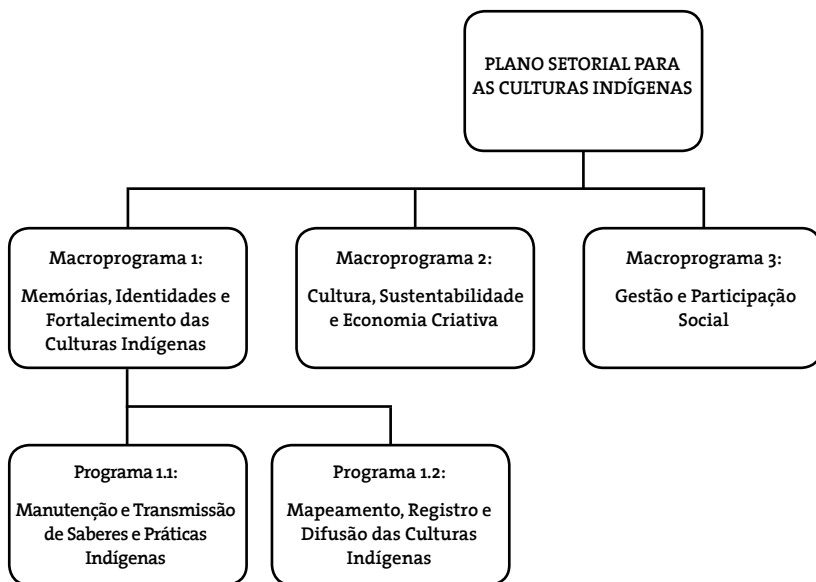 PLANO SETORIAL PARA
AS CULTURAS INDÍGENAS
Macroprograma 1:
Memórias, Identidades e
Fortalecimento das
Culturas Indígenas
Macroprograma 2:
Cultura, Sustentabilidade
e Economia Criativa
Macroprograma 3:
Gestão e Participação
Social
Programa 1.1:
Manutenção e Transmissão
de Saberes e Práticas
Indígenas
Programa 1.2:
Mapeamento, Registro e
Difusão das Culturas
Indígenas